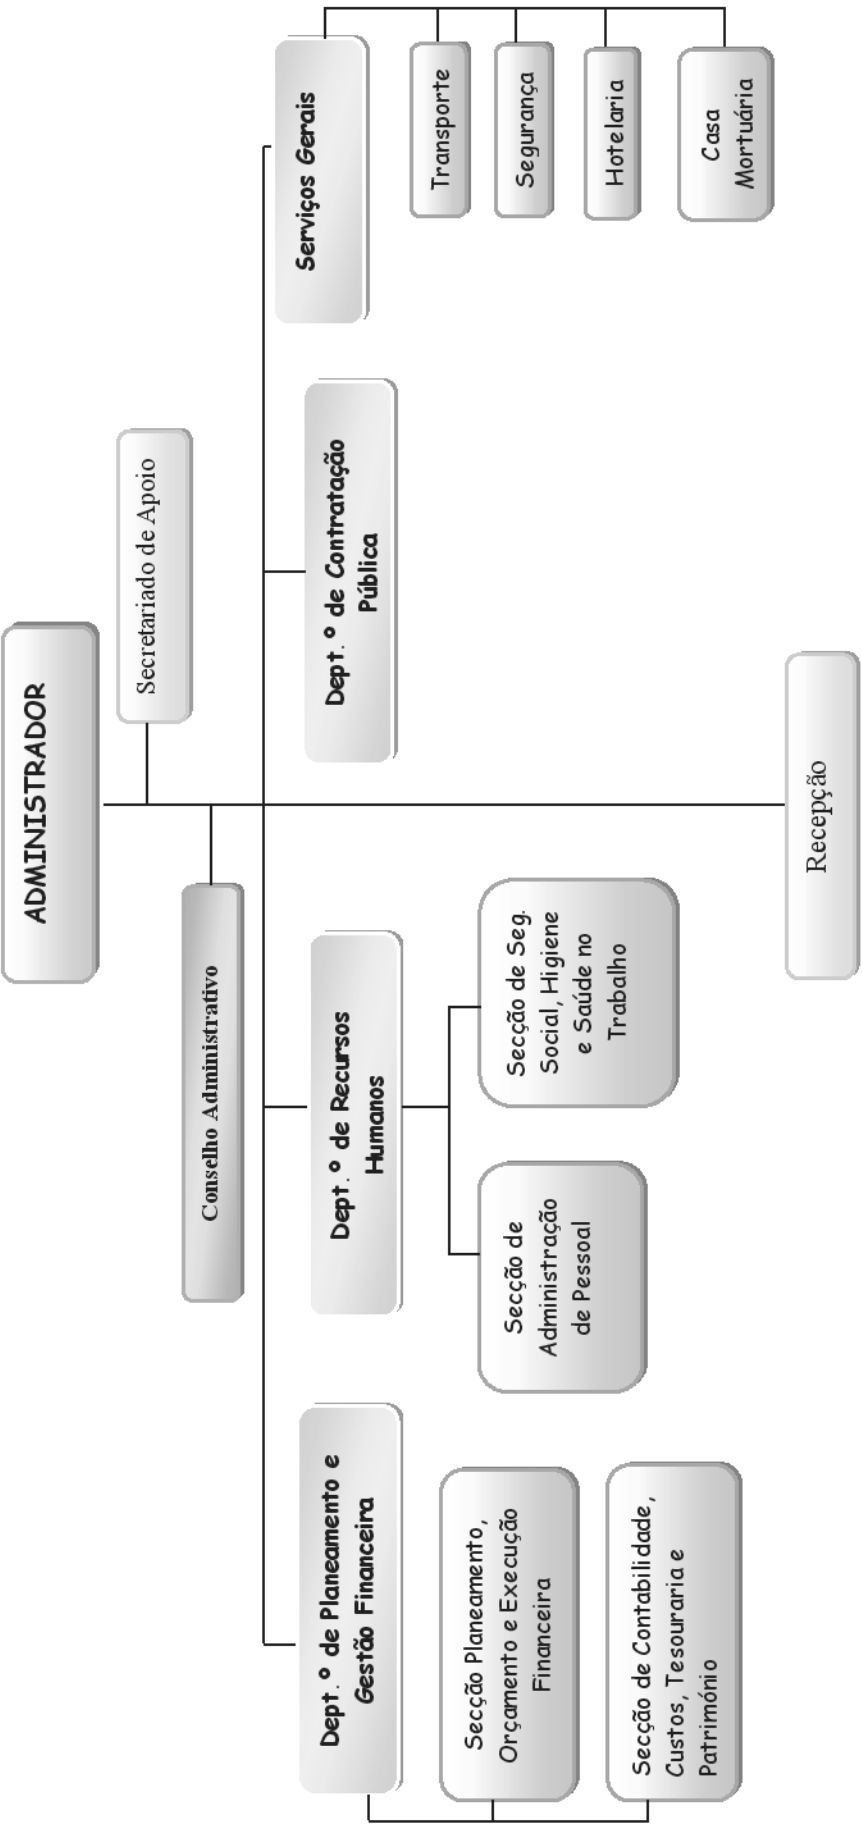 ADMINISTRADOR
Secretariado de Apoio
Conselho Administrativo
Dept.º de Planeamento e
Gestão Financeira
Dept.º de Recursos
Humanos
Dept.º de Contratação
Pública
Serviços Gerais
Secção Planeamento,
Orçamento e Execução
Financeira
Secção de Contabilidade,
Custos, Tesouraria e
Património
Secção de
Administração
de Pessoal
Secção de Seg.
Social, Higiene
e Saúde no
Trabalho
Transporte
Segurança
Hotelaria
Casa
Mortuária
Recepção